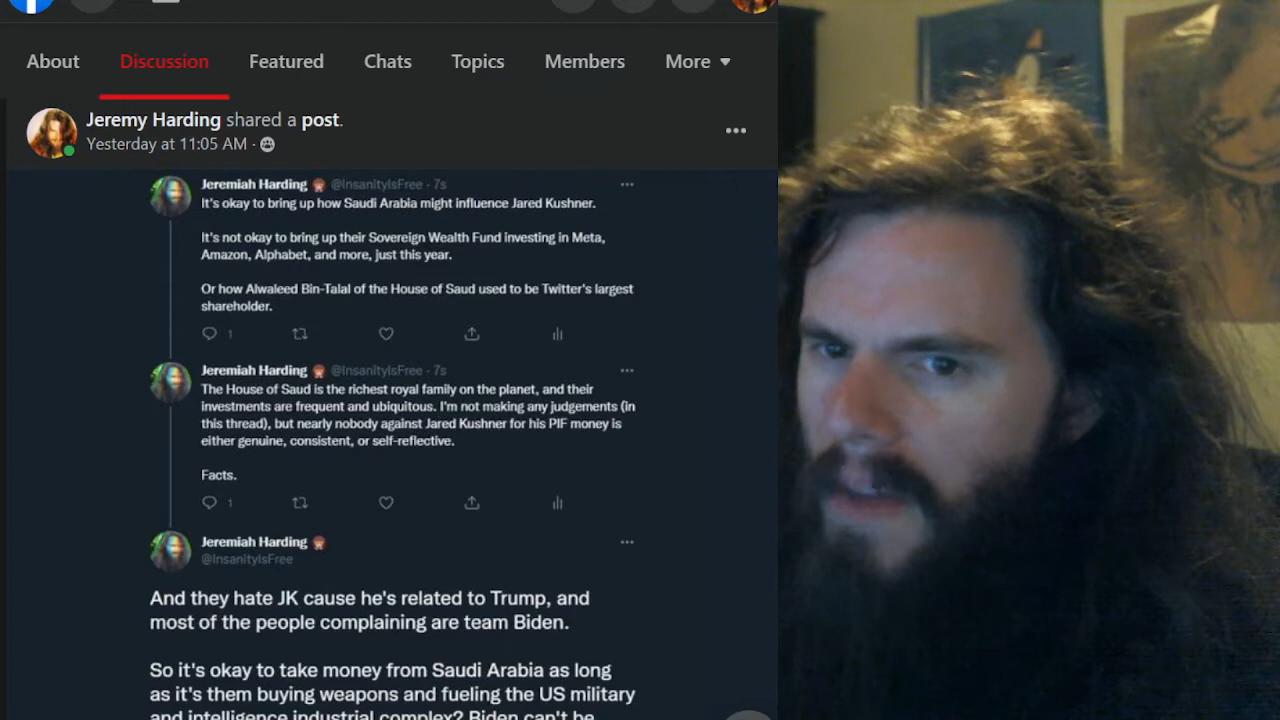 About Discussion Featured Chats Topics Members More
Jeremy Harding shared a post.
Yesterday at 11:05 AM ·
Jeremiah Harding @InsanityIsFree · 7s
It's okay to bring up how Saudi Arabia might influence Jared Kushner.
It's not okay to bring up their Sovereign Wealth Fund investing in Meta,
Amazon, Alphabet, and more, just this year.
Or how Alwaleed Bin-Talal of the House of Saud used to be Twitter's largest
shareholder.
1
Jeremiah Harding @InsanityIsFree · 7s
The House of Saud is the richest royal family on the planet, and their
investments are frequent and ubiquitous. I'm not making any judgements (in
this thread), but nearly nobody against Jared Kushner for his PIF money is
either genuine, consistent, or self-reflective.
Facts.
1
Jeremiah Harding
@InsanityIsFree
And they hate JK cause he's related to Trump, and
most of the people complaining are team Biden.
So it's okay to take money from Saudi Arabia as long
as it's them buying weapons and fueling the US military
and intelligence industrial complex? Biden can't be